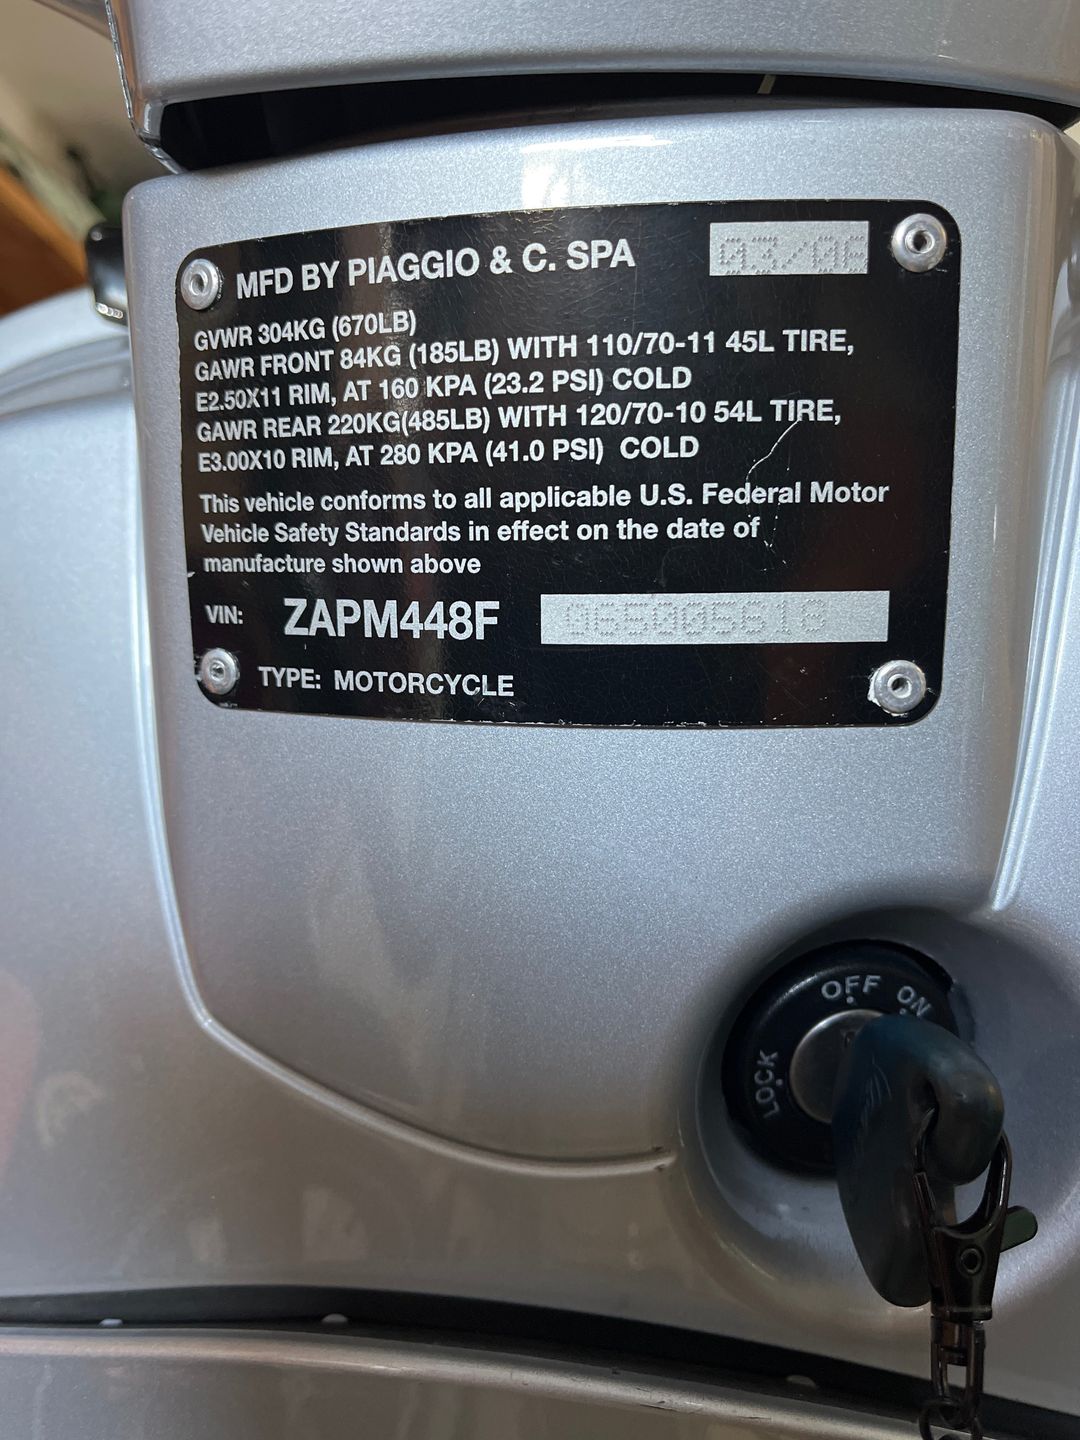 MFD BY PIAGGIO & C. SPA 03/06
GVWR 304KG (670LB)
GAWR FRONT 84KG (185LB) WITH 110/70-11 45L TIRE,
E2.50X11 RIM, AT 160 KPA (23.2 PSI) COLD
GAWR REAR 220KG(485LB) WITH 120/70-10 54L TIRE,
E3.00X10 RIM, AT 280 KPA (41.0 PSI) COLD
This vehicle conforms to all applicable U.S. Federal Motor
Vehicle Safety Standards in effect on the date of
manufacture shown above
VIN: ZAPM448F 965005618
TYPE: MOTORCYCLE
OFF ON
LOCK